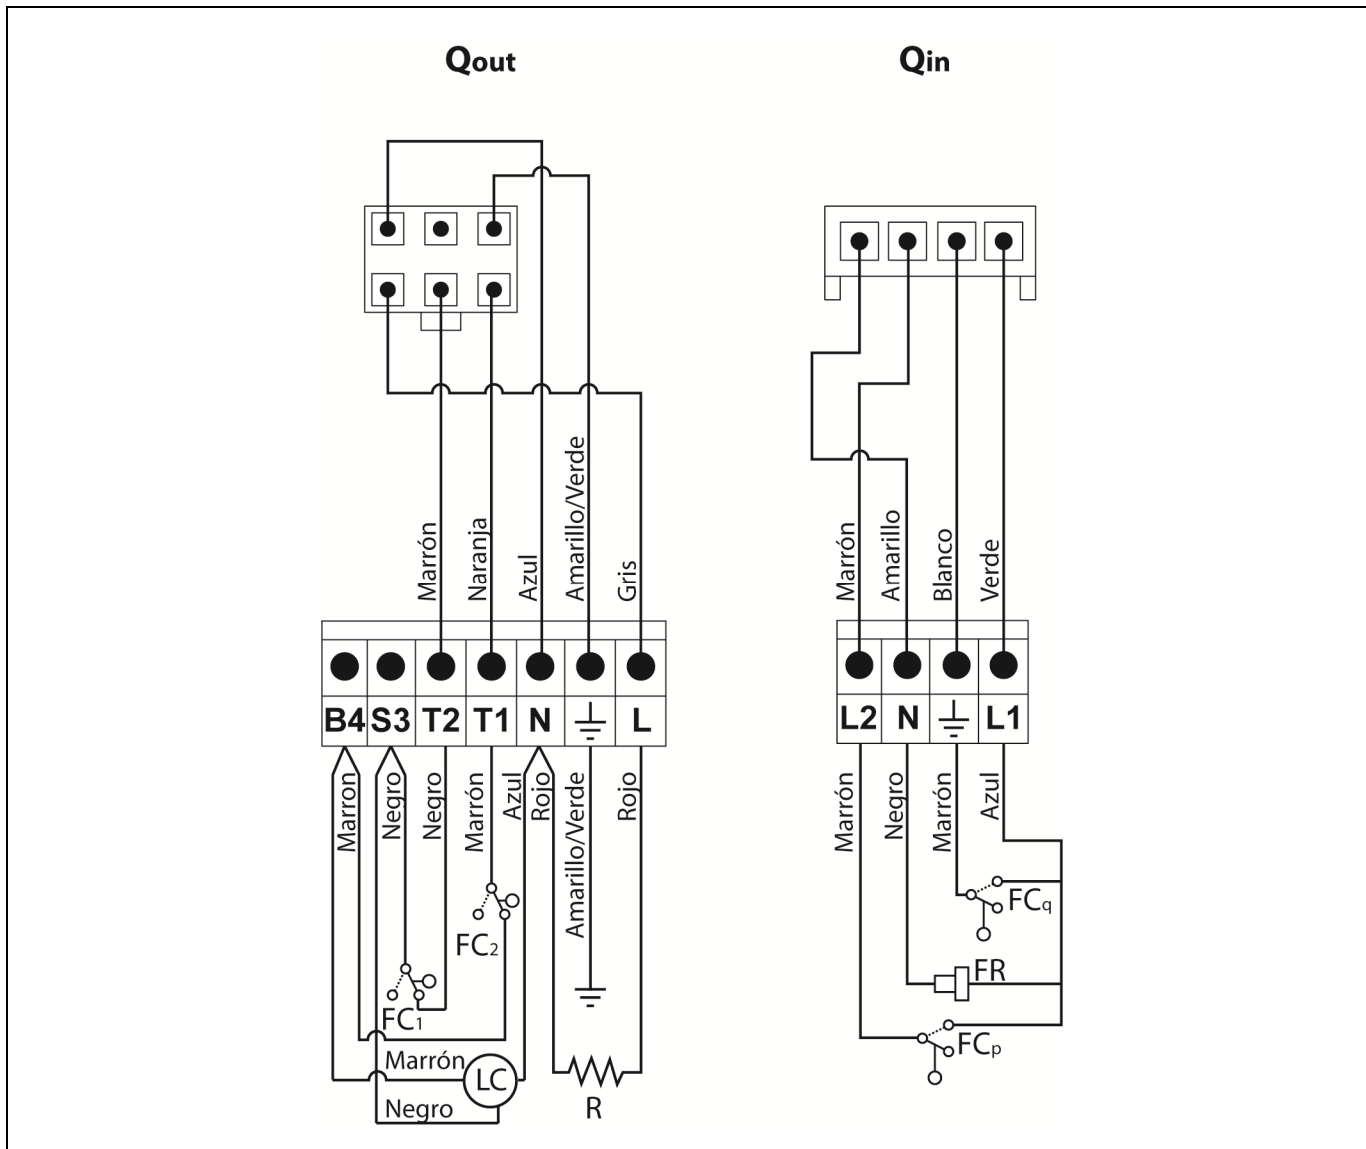 Qout
Qin
Marrón
Naranja
Azul
Amarillo/Verde
Gris
Marrón
Amarillo
Blanco
Verde
B4 S3 T2 T1 N L
L2 N L1
Marron
Negro
Negro
Marrón
Azul
Rojo
Amarillo/Verde
Rojo
Marrón
Negro
Marrón
Azul
FCq
FC2
FR
FC1
FCp
Marrón
LC
Negro
R